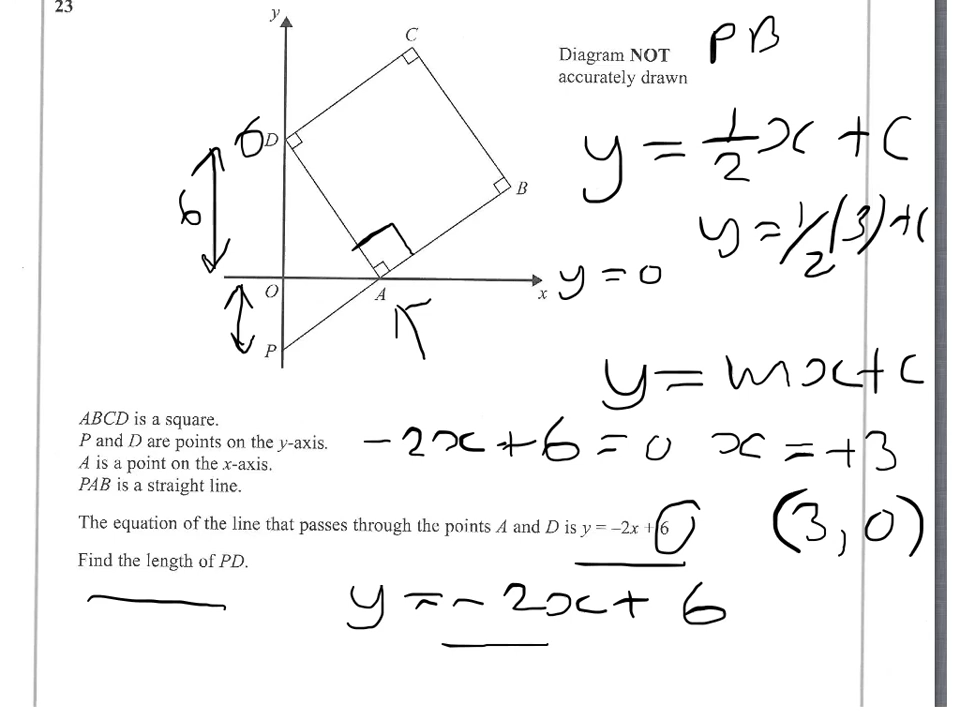 23
y
C
Diagram NOT
accurately drawn
PB
6
D
y = 1/2 x + C
6
B
y = 1/2 (3) + C
O
A
x
y = 0
P
y = mx + c
ABCD is a square.
P and D are points on the y-axis.
-2x + 6 = 0 x = +3
A is a point on the x-axis.
PAB is a straight line.
The equation of the line that passes through the points A and D is y = –2x + 6
(3, 0)
Find the length of PD.
y = - 2x + 6